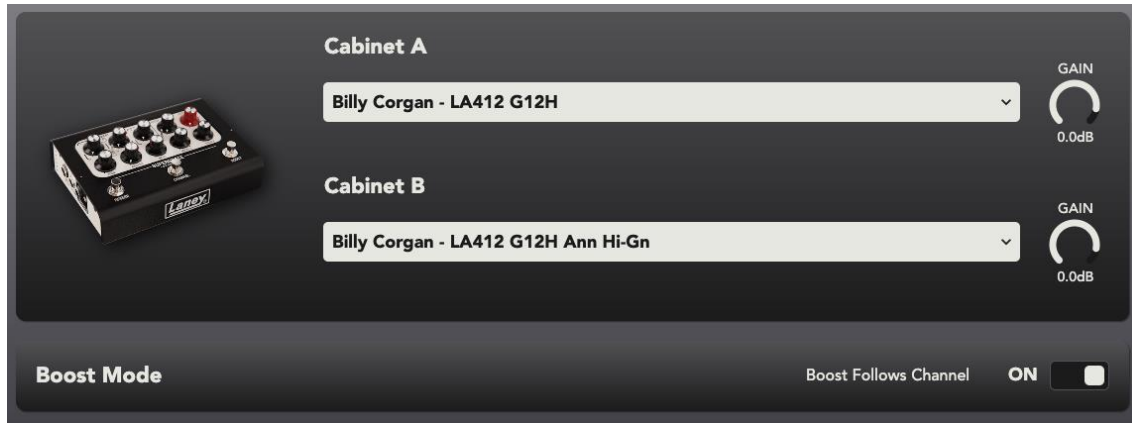 Cabinet A
Billy Corgan - LA412 G12H
GAIN
0.0dB
Cabinet B
Billy Corgan - LA412 G12H Ann Hi-Gn
GAIN
0.0dB
Laney
Boost Mode
Boost Follows Channel
ON